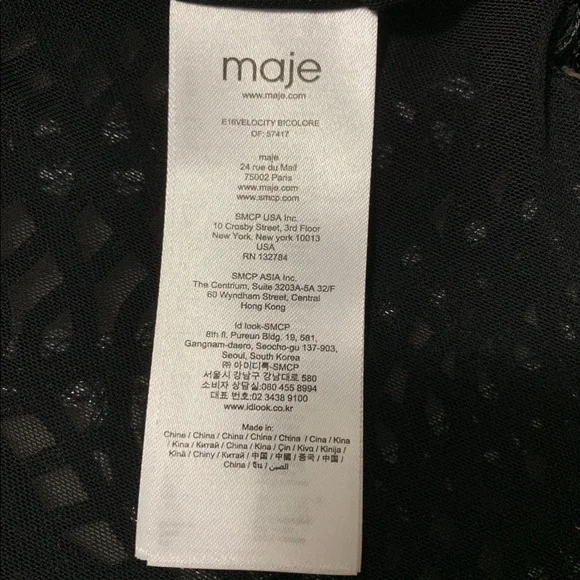 maje
www.maje.com
E16VELOCITY BICOLORE
OF: 57417
maje
24 rue du Mail
75002 Paris
www.maje.com
www.smcp.com
SMCP USA Inc.
10 Crosby Street, 3rd Floor
New York, New york 10013
USA
RN 132784
SMCP ASIA Inc.
The Centrium, Suite 3203A-5A 32/F
60 Wyndham Street, Central
Hong Kong
Id look-SMCP
8th fl. Pureun Bldg. 19, 581,
Gangnam-daero, Seocho-gu 137-903,
Seoul, South Korea
㈜ 아이디룩-SMCP
서울시 강남구 강남대로 580
소비자 상담실:080 455 8994
대표 번호:02 3438 9100
www.idlook.co.kr
Made in:
Chine / China / China / China / China / Cina / Kina
/ Kina / Китай / China / Kina / Çin / Κίνα / Kinija /
Kīnā / Chiny / Китай / 中国 / 中國 / 중국 / 中国 /
China / จีน / الصين